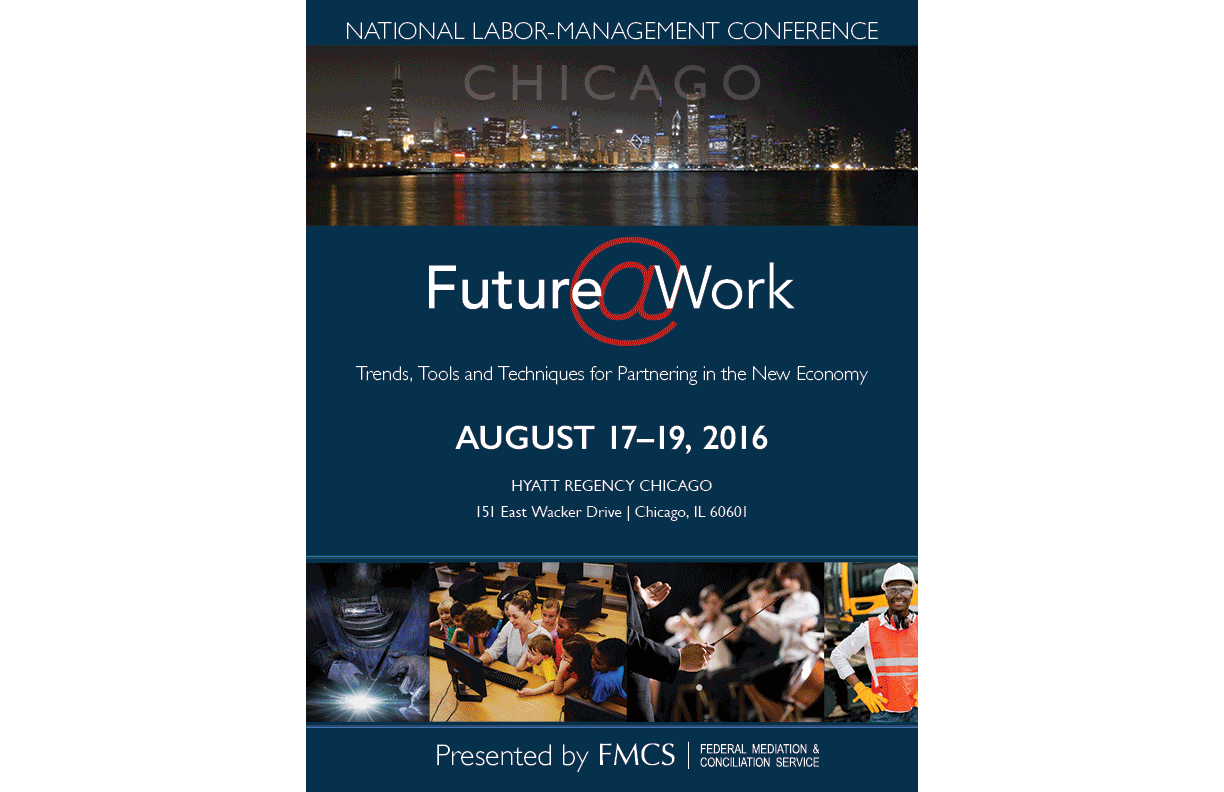 NATIONAL LABOR-MANAGEMENT CONFERENCE
CHICAGO
Future@Work
Trends, Tools and Techniques for Partnering in the New Economy
AUGUST 17–19, 2016
HYATT REGENCY CHICAGO
151 East Wacker Drive | Chicago, IL 60601
Presented by FMCS | FEDERAL MEDIATION &
CONCILIATION SERVICE